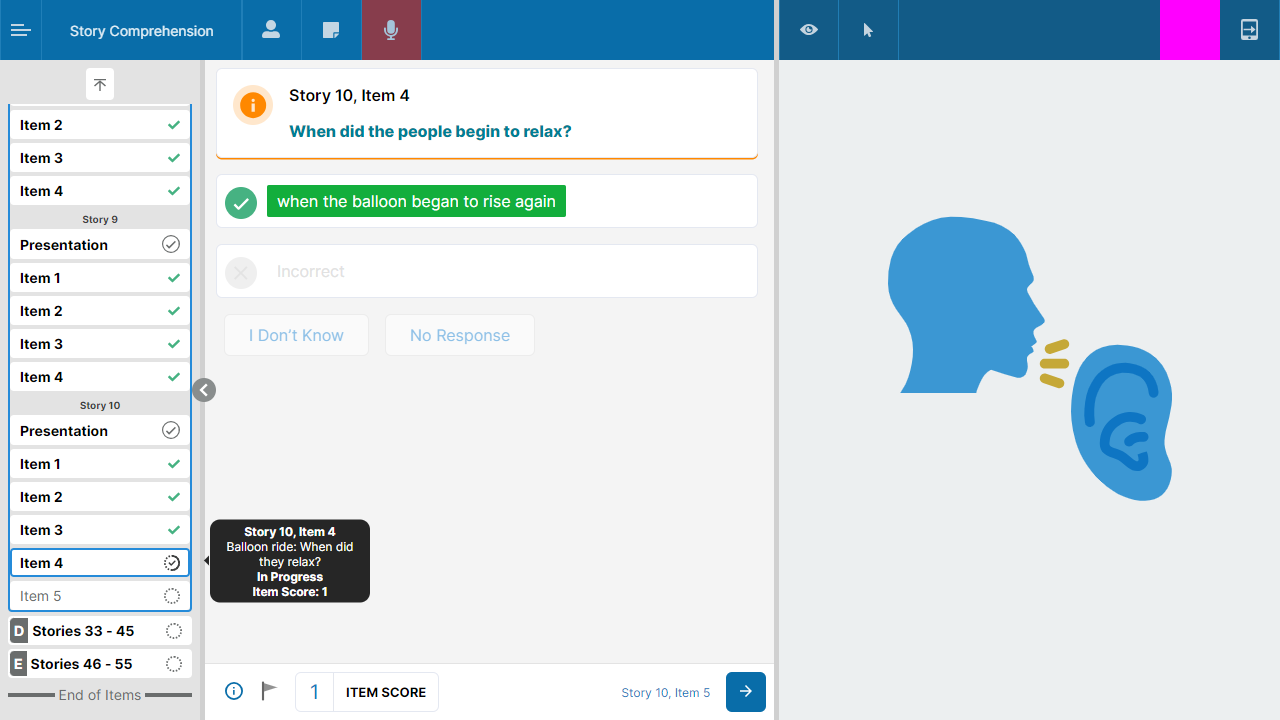 Story Comprehension
Item 2
Item 3
Item 4
Story 9
Presentation
Item 1
Item 2
Item 3
Item 4
Story 10
Presentation
Item 1
Item 2
Item 3
Item 4
Item 5
D Stories 33 - 45
E Stories 46 - 55
End of Items
Story 10, Item 4
When did the people begin to relax?
when the balloon began to rise again
Incorrect
I Don't Know
No Response
Story 10, Item 4
Balloon ride: When did
they relax?
In Progress
Item Score: 1
1 ITEM SCORE
Story 10, Item 5